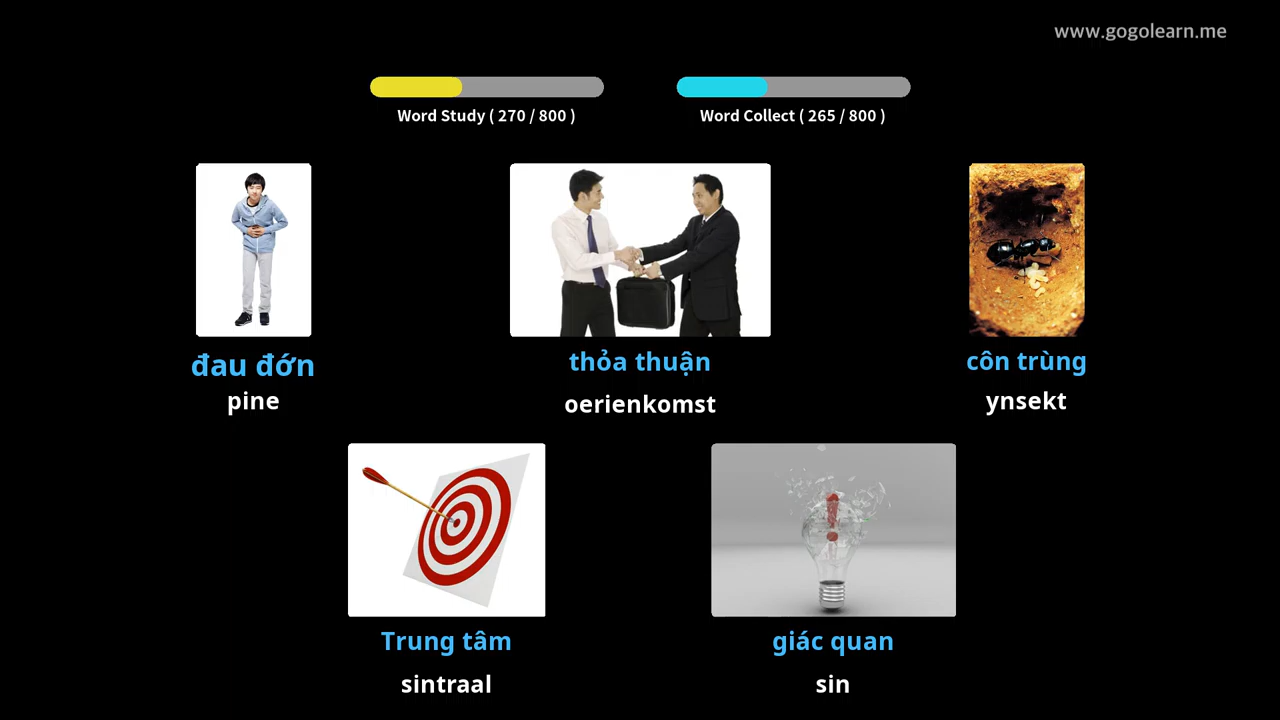 www.gogolearn.me
Word Study ( 270 / 800 )
Word Collect ( 265 / 800 )
đau đớn
pine
thỏa thuận
oerienkomst
côn trùng
ynsekt
Trung tâm
sintraal
giác quan
sin